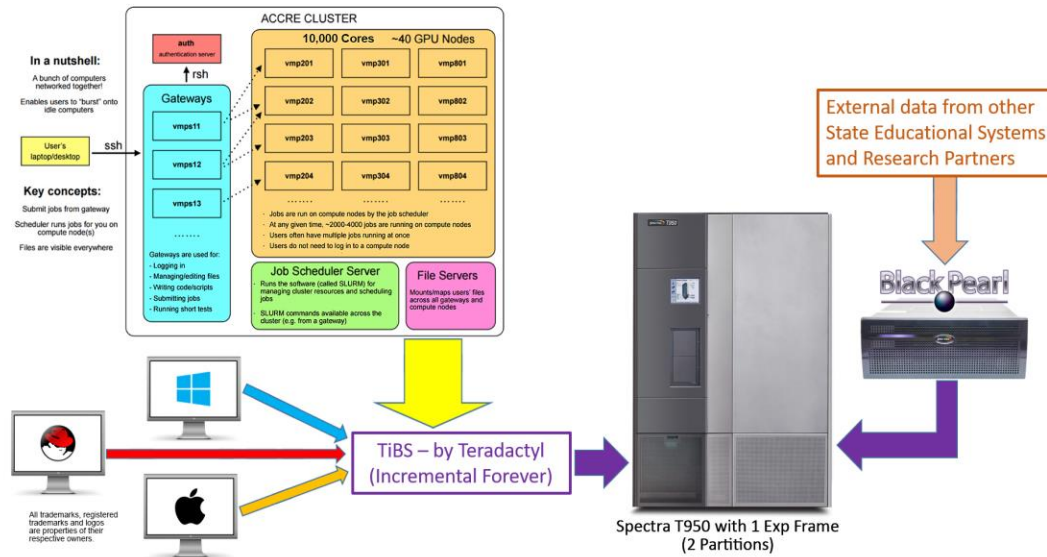 ACCRE CLUSTER
In a nutshell:
A bunch of computers
networked together!
Enables users to "burst" onto
idle computers
User's
laptop/desktop
ssh
Key concepts:
Submit jobs from gateway
Scheduler runs jobs for you on
compute node(s)
Files are visible everywhere
auth
authentication server
rsh
Gateways
vmps11
vmps12
vmps13
.......
Gateways are used for:
- Logging in
- Managing/editing files
- Writing code/scripts
- Submitting jobs
- Running short tests
10,000 Cores ~40 GPU Nodes
vmp201 vmp301 vmp801
vmp202 vmp302 vmp802
vmp203 vmp303 vmp803
vmp204 vmp304 vmp804
....... ....... .......
- Jobs are run on compute nodes by the job scheduler
- At any given time, ~2000-4000 jobs are running on compute nodes
- Users often have multiple jobs running at once
- Users do not need to log in to a compute node
Job Scheduler Server
- Runs the software (called SLURM) for
managing cluster resources and scheduling
jobs
- SLURM commands available across the
cluster (e.g. from a gateway)
File Servers
Mounts/maps users' files
across all gateways and
compute nodes
External data from other
State Educational Systems
and Research Partners
BlackPearl
T950
TiBS – by Teradactyl
(Incremental Forever)
All trademarks, registered
trademarks and logos
are properties of their
respective owners.
Spectra T950 with 1 Exp Frame
(2 Partitions)